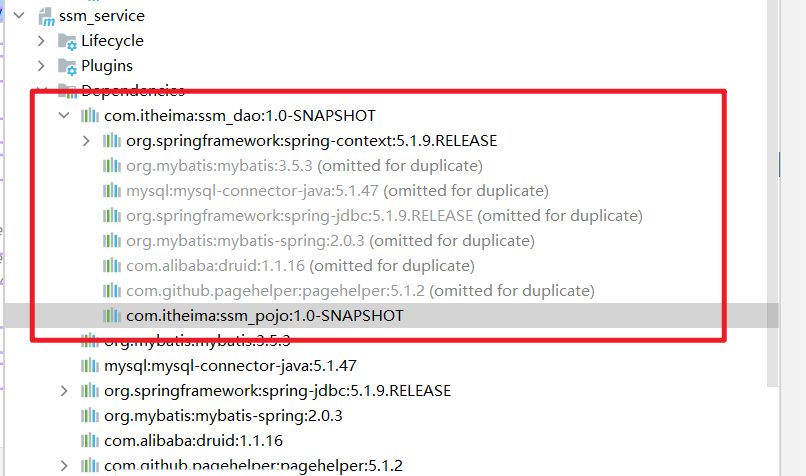 ssm_service
Lifecycle
Plugins
Dependencies
com.itheima:ssm_dao:1.0-SNAPSHOT
org.springframework:spring-context:5.1.9.RELEASE
org.mybatis:mybatis:3.5.3 (omitted for duplicate)
mysql:mysql-connector-java:5.1.47 (omitted for duplicate)
org.springframework:spring-jdbc:5.1.9.RELEASE (omitted for duplicate)
org.mybatis:mybatis-spring:2.0.3 (omitted for duplicate)
com.alibaba:druid:1.1.16 (omitted for duplicate)
com.github.pagehelper:pagehelper:5.1.2 (omitted for duplicate)
com.itheima:ssm_pojo:1.0-SNAPSHOT
org.mybatis:mybatis:3.5.3
mysql:mysql-connector-java:5.1.47
org.springframework:spring-jdbc:5.1.9.RELEASE
org.mybatis:mybatis-spring:2.0.3
com.alibaba:druid:1.1.16
com.github.pagehelper:pagehelper:5.1.2